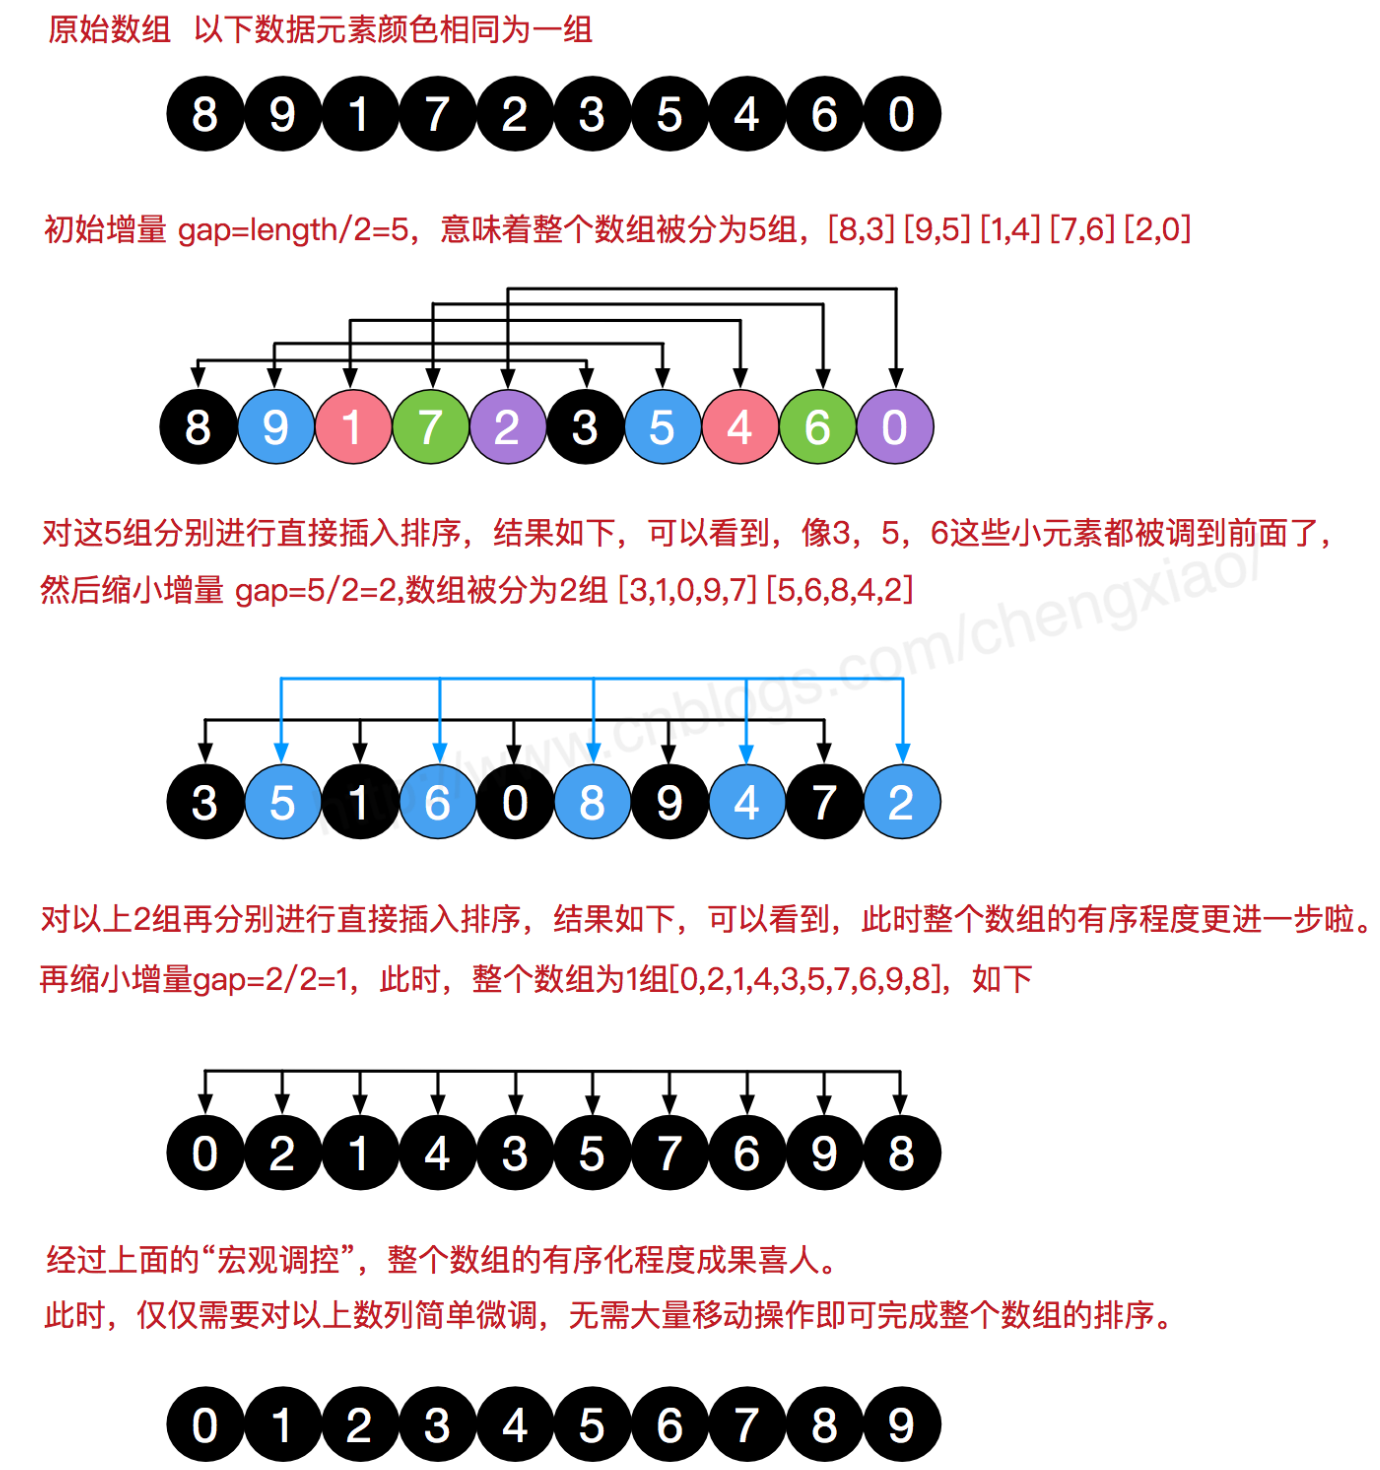 原始数组 以下数据元素颜色相同为一组
8 9 1 7 2 3 5 4 6 0
初始增量 gap=length/2=5，意味着整个数组被分为5组，[8,3] [9,5] [1,4] [7,6] [2,0]
8 9 1 7 2 3 5 4 6 0
对这5组分别进行直接插入排序，结果如下，可以看到，像3，5，6这些小元素都被调到前面了，
然后缩小增量 gap=5/2=2,数组被分为2组 [3,1,0,9,7] [5,6,8,4,2]
http://www.cnblogs.com/chengxiao/
3 5 1 6 0 8 9 4 7 2
对以上2组再分别进行直接插入排序，结果如下，可以看到，此时整个数组的有序程度更进一步啦。
再缩小增量gap=2/2=1，此时，整个数组为1组[0,2,1,4,3,5,7,6,9,8]，如下
0 2 1 4 3 5 7 6 9 8
经过上面的“宏观调控”，整个数组的有序化程度成果喜人。
此时，仅仅需要对以上数列简单微调，无需大量移动操作即可完成整个数组的排序。
0 1 2 3 4 5 6 7 8 9